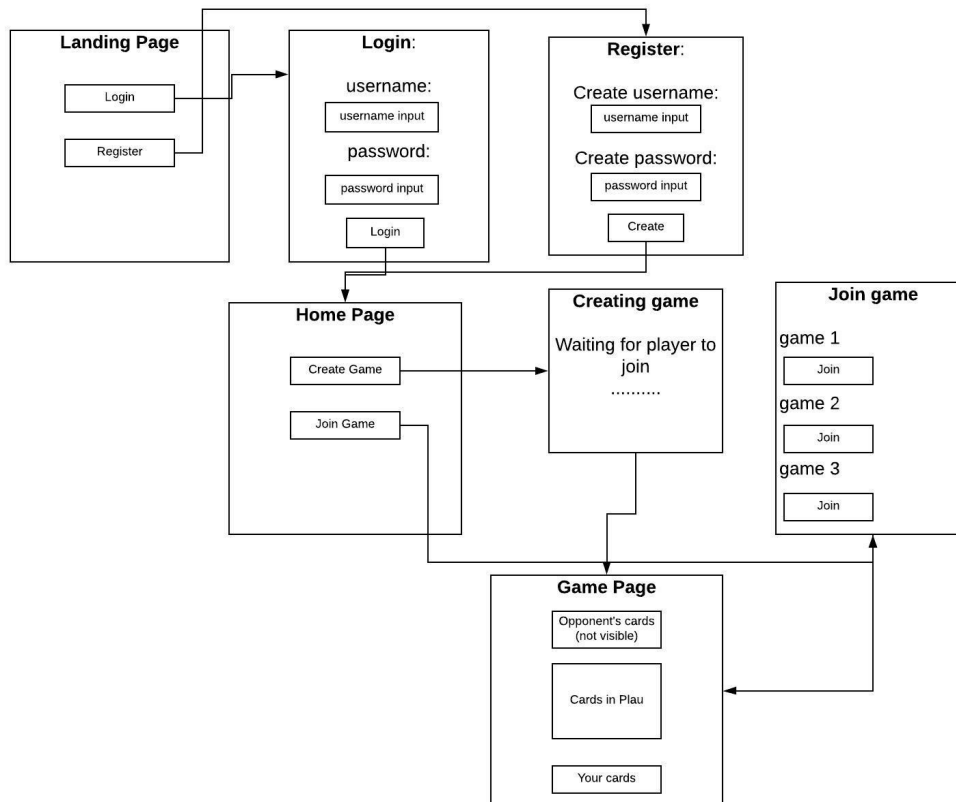 Landing Page
Login
Register
Login:
username:
username input
password:
password input
Login
Register:
Create username:
username input
Create password:
password input
Create
Home Page
Create Game
Join Game
Creating game
Waiting for player to
join
..........
Join game
game 1
Join
game 2
Join
game 3
Join
Game Page
Opponent's cards
(not visible)
Cards in Plau
Your cards